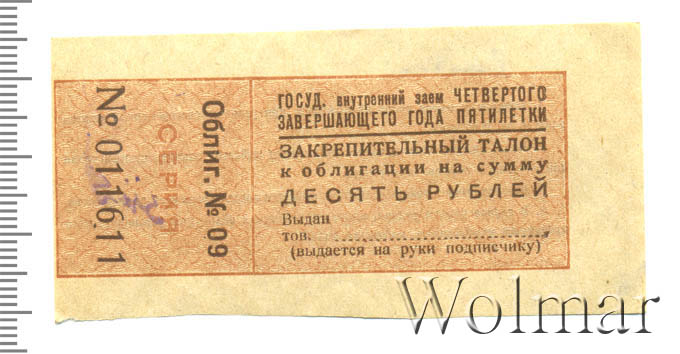 ГОСУД. внутренний заем ЧЕТВЕРТОГО
ЗАВЕРШАЮЩЕГО ГОДА ПЯТИЛЕТКИ
ЗАКРЕПИТЕЛЬНЫЙ ТАЛОН
к облигации на сумму
ДЕСЯТЬ РУБЛЕЙ
Выдан
тов.
(выдается на руки подписчику)
Облиг. № 09
СЕРИЯ
№ 011611
Wolmar